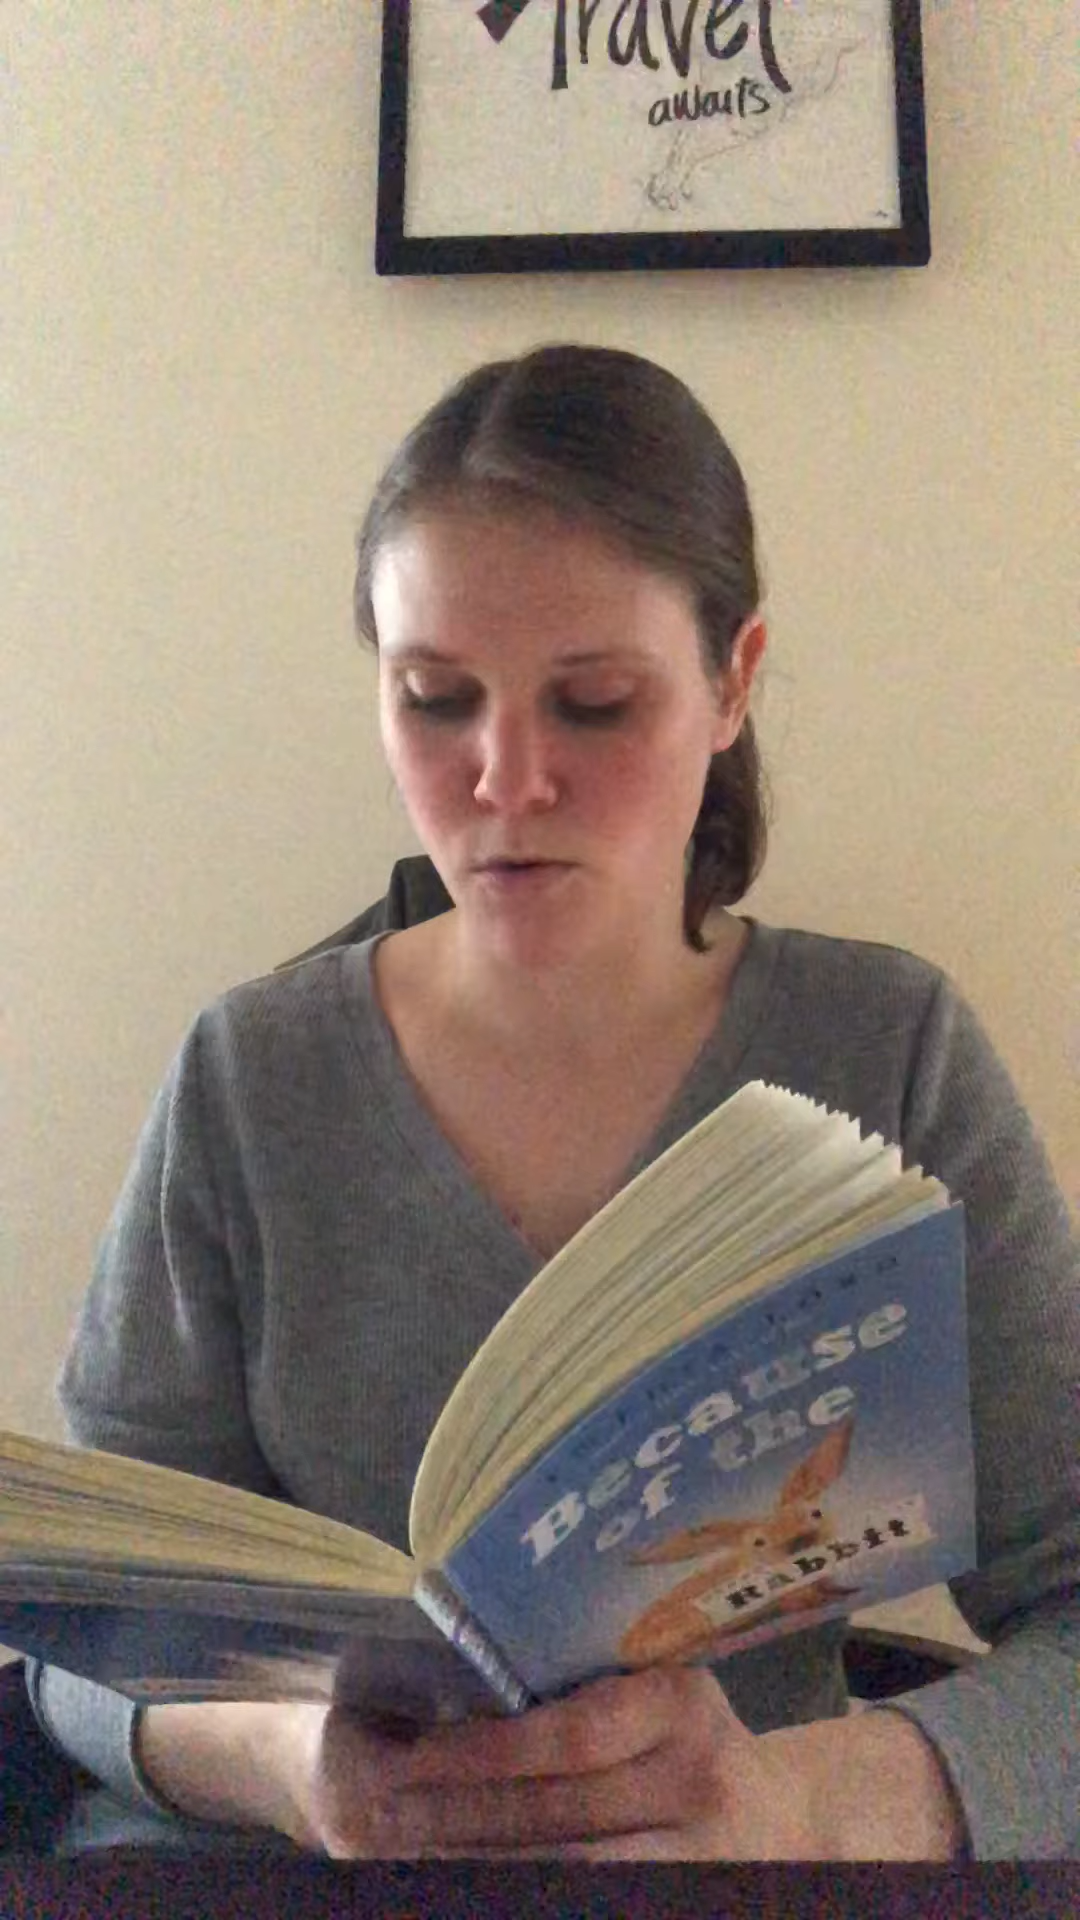 Travel
awaits
Because
of the
Rabbit